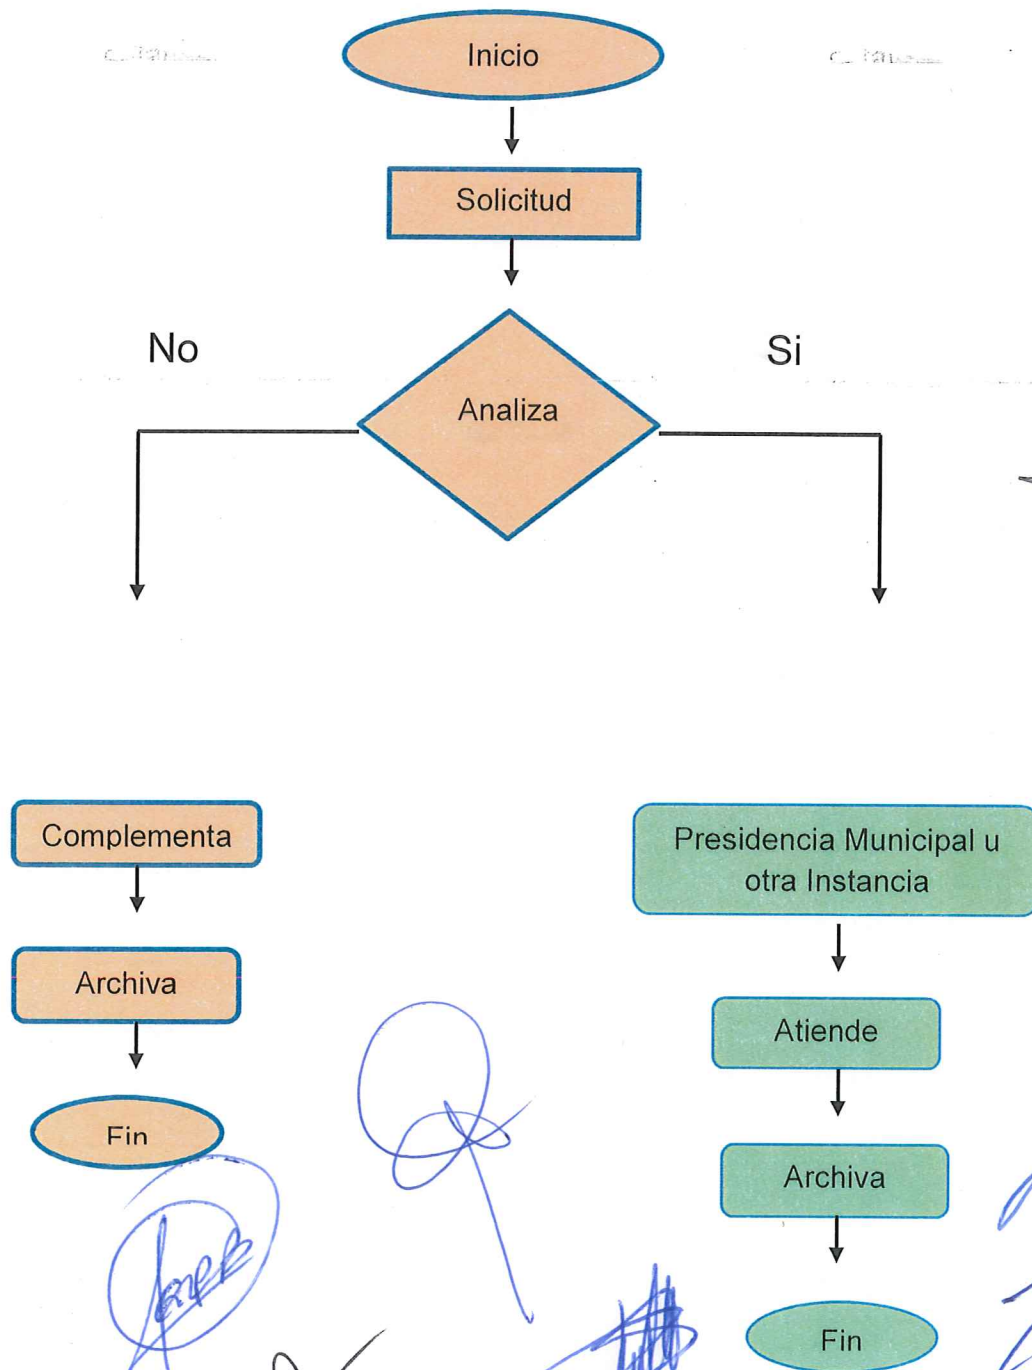 Inicio
Solicitud
No
Si
Analiza
Complementa
Presidencia Municipal u
otra Instancia
Archiva
Atiende
Fin
Archiva
Fin